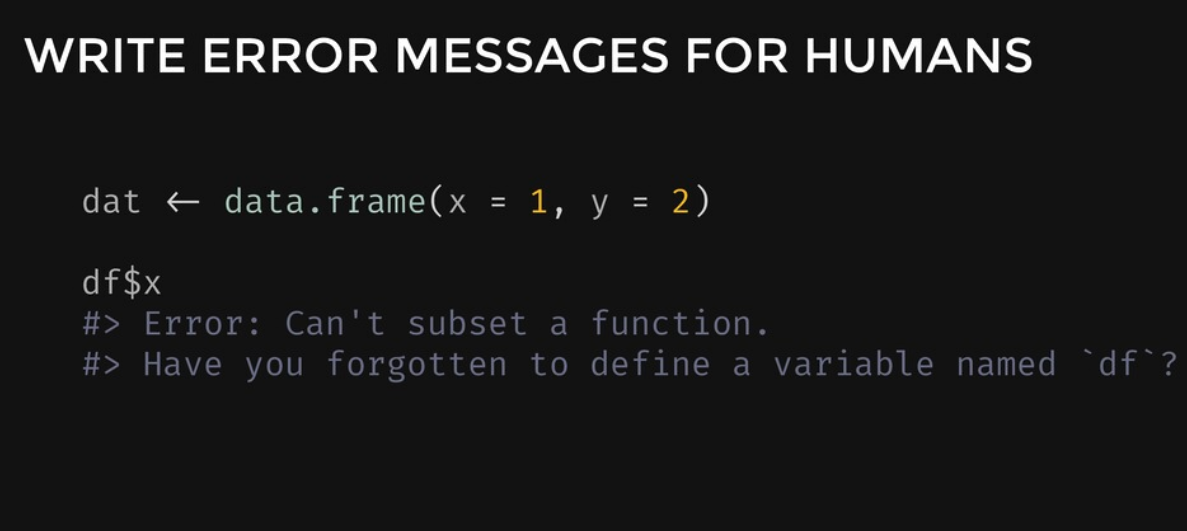 WRITE ERROR MESSAGES FOR HUMANS
dat ← data.frame(x = 1, y = 2)
df$x
#> Error: Can't subset a function.
#> Have you forgotten to define a variable named `df`?